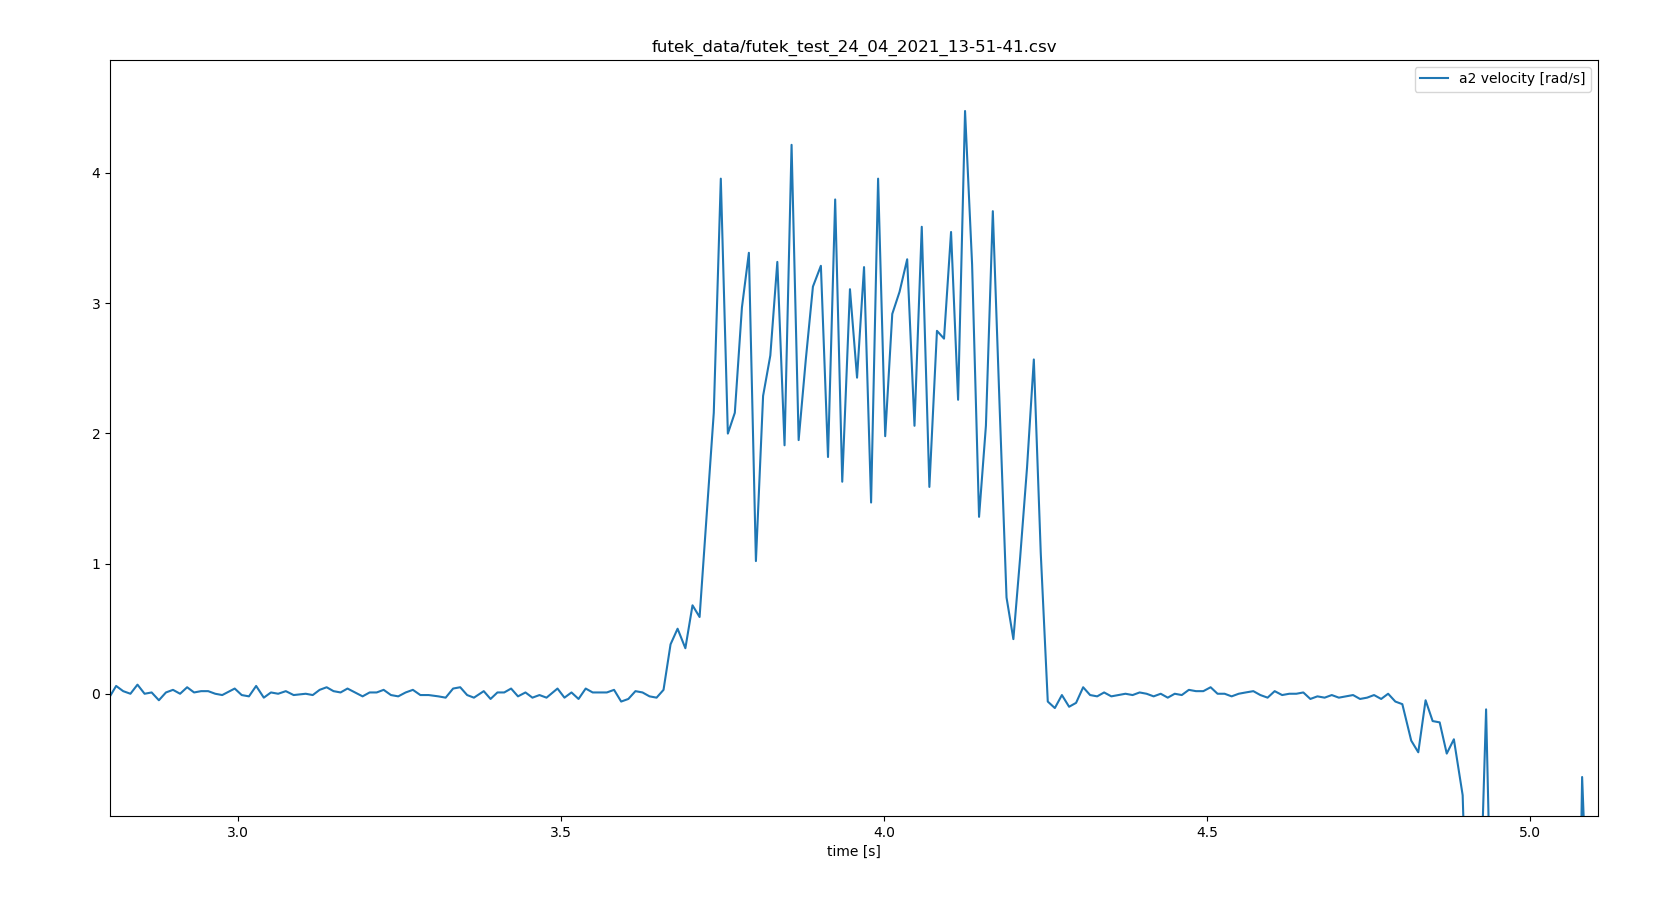 futek_data/futek_test_24_04_2021_13-51-41.csv
a2 velocity [rad/s]
4
3
2
1
0
3.0 3.5 4.0 4.5 5.0
time [s]